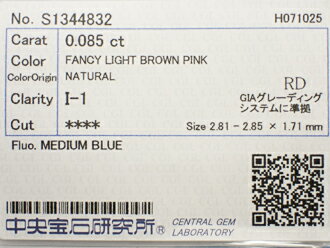 No. S1344832 H071025
Carat 0.085 ct
Color FANCY LIGHT BROWN PINK
ColorOrigin NATURAL
Clarity I-1 RD
GIAグレーディング
システムに準拠
Cut **** Size 2.81 - 2.85 × 1.71 mm
Fluo. MEDIUM BLUE
中央宝石研究所® CENTRAL GEM
LABORATORY